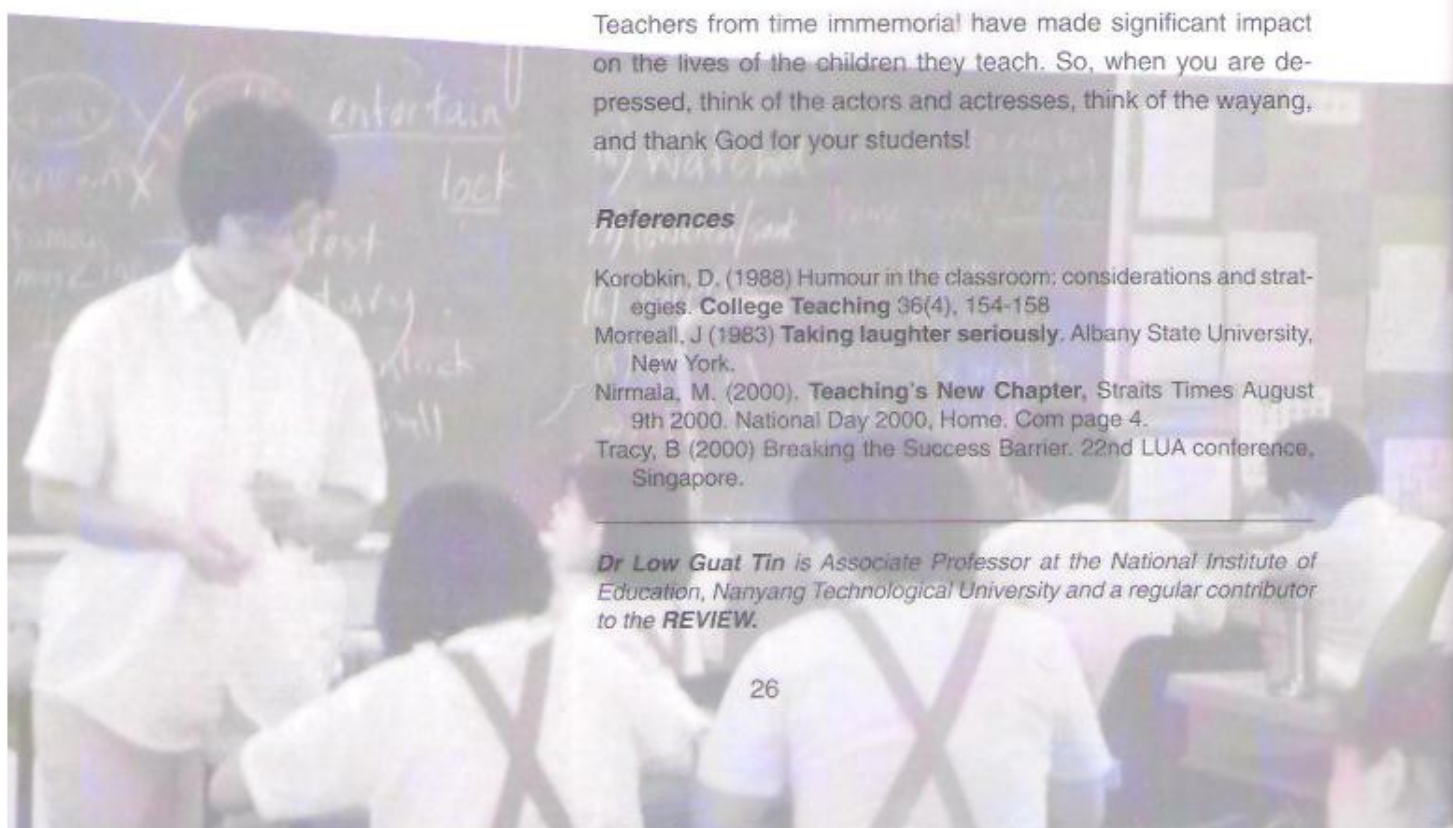 Teachers from time immemorial have made significant impact
on the lives of the children they teach. So, when you are de-
pressed, think of the actors and actresses, think of the wayang,
and thank God for your students!
entertain
lock
watched
References
Korobkin, D. (1988) Humour in the classroom: considerations and strat-
egies. College Teaching 36(4), 154-158
Morreall, J (1983) Taking laughter seriously. Albany State University,
New York.
Nirmala, M. (2000). Teaching's New Chapter, Straits Times August
9th 2000. National Day 2000, Home. Com page 4.
Tracy, B (2000) Breaking the Success Barrier. 22nd LUA conference,
Singapore.
Dr Low Guat Tin is Associate Professor at the National Institute of
Education, Nanyang Technological University and a regular contributor
to the REVIEW.
26